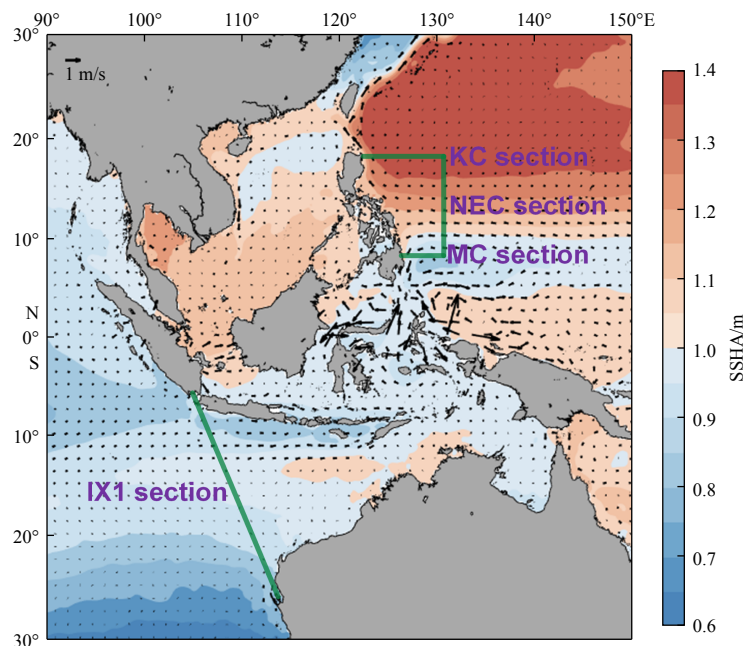 90° 100° 110° 120° 130° 140° 150°E
30°
1 m/s
1.4
20°
KC section
1.3
NEC section
1.2
10°
MC section
1.1
N
0°
S
1.0
SSHA/m
0.9
10°
IX1 section
0.8
20°
0.7
30°
0.6